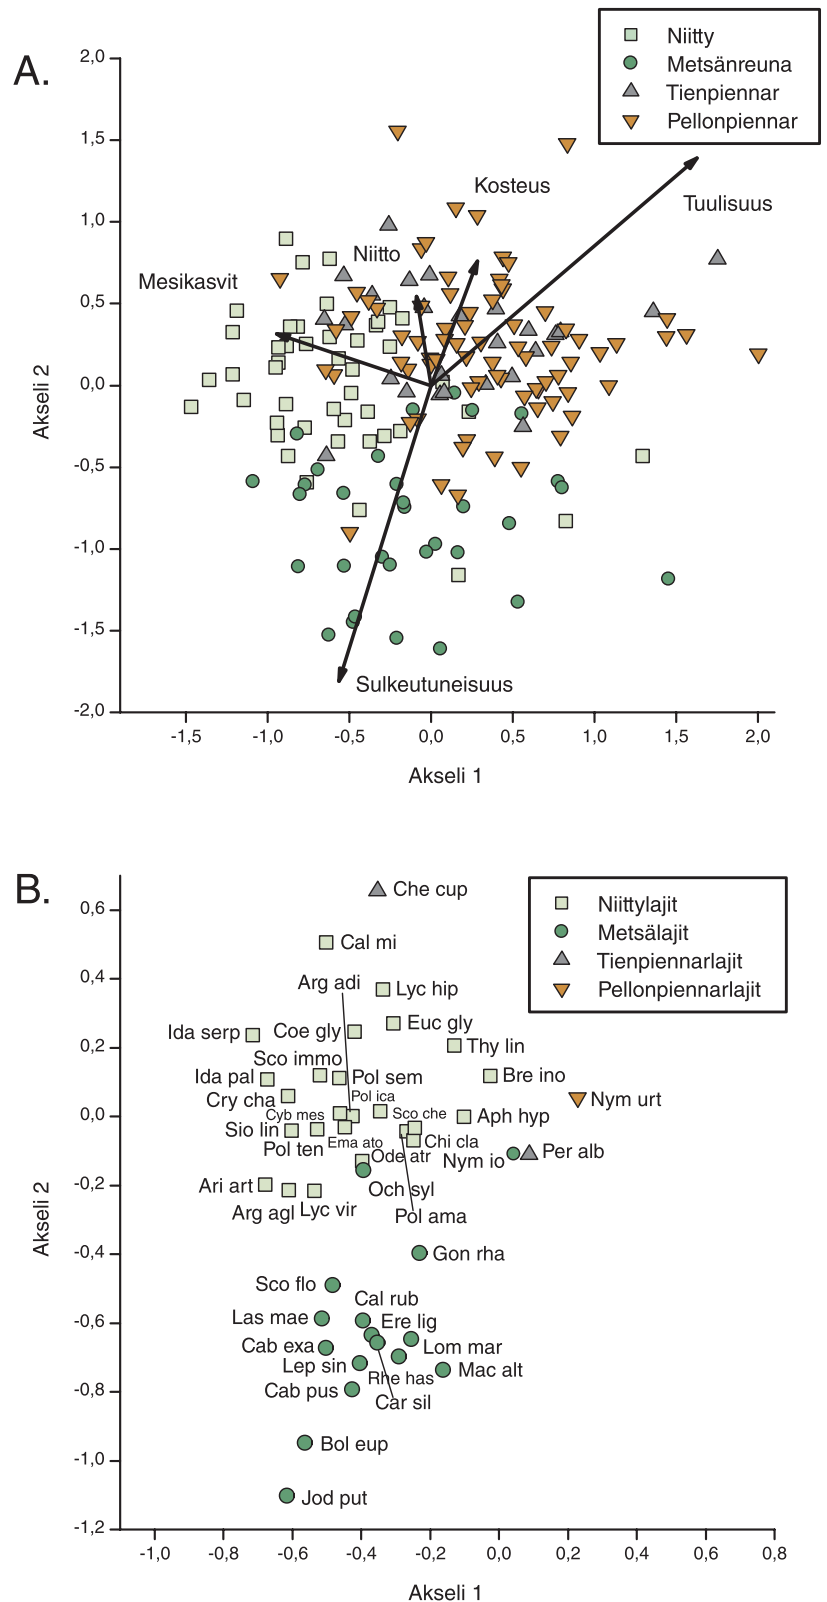 A.
Niitty
Metsänreuna
Tienpiennar
Pellonpiennar
2,0
1,5
1,0
0,5
0,0
-0,5
-1,0
-1,5
-2,0
Akseli 2
Kosteus
Tuulisuus
Niitto
Mesikasvit
Sulkeutuneisuus
-1,5 -1,0 -0,5 0,0 0,5 1,0 1,5 2,0
Akseli 1
B.
Niittylajit
Metsälajit
Tienpiennarlajit
Pellonpiennarlajit
0,6
0,4
0,2
0,0
-0,2
-0,4
-0,6
-0,8
-1,0
-1,2
Akseli 2
Che cup
Cal mi
Arg adi
Lyc hip
Ida serp
Coe gly
Euc gly
Sco immo
Thy lin
Ida pal
Pol sem
Bre ino
Cry cha
Pol ica
Nym urt
Cyb mes
Sco che
Aph hyp
Sio lin
Pol ten
Ema ato
Chi cla
Ode atr
Nym io
Per alb
Ari art
Och syl
Arg agl
Lyc vir
Pol ama
Gon rha
Sco flo
Cal rub
Las mae
Ere lig
Cab exa
Lom mar
Lep sin
Rhe has
Mac alt
Cab pus
Car sil
Bol eup
Jod put
-1,0 -0,8 -0,6 -0,4 -0,2 0,0 0,2 0,4 0,6 0,8
Akseli 1